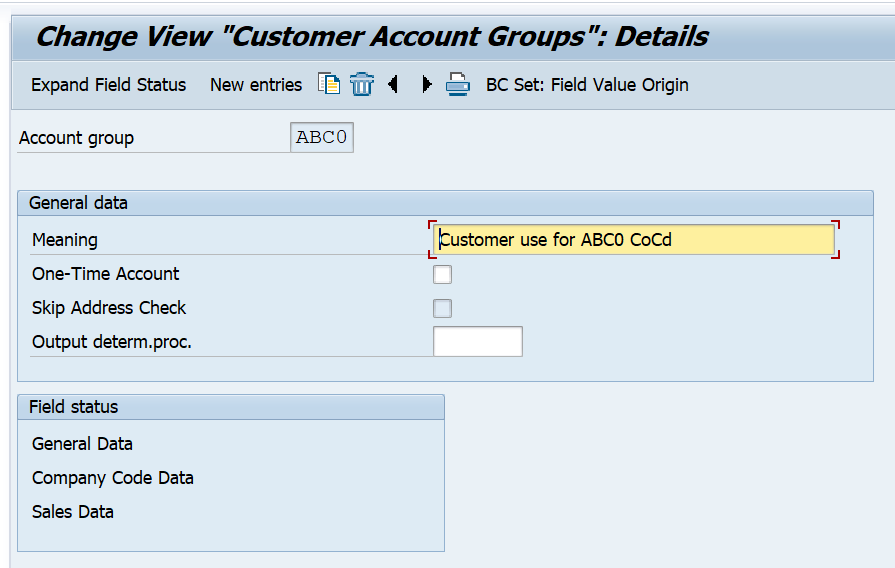 Change View "Customer Account Groups": Details
Expand Field Status New entries BC Set: Field Value Origin
Account group ABC0
General data
Meaning Customer use for ABC0 CoCd
One-Time Account
Skip Address Check
Output determ.proc.
Field status
General Data
Company Code Data
Sales Data